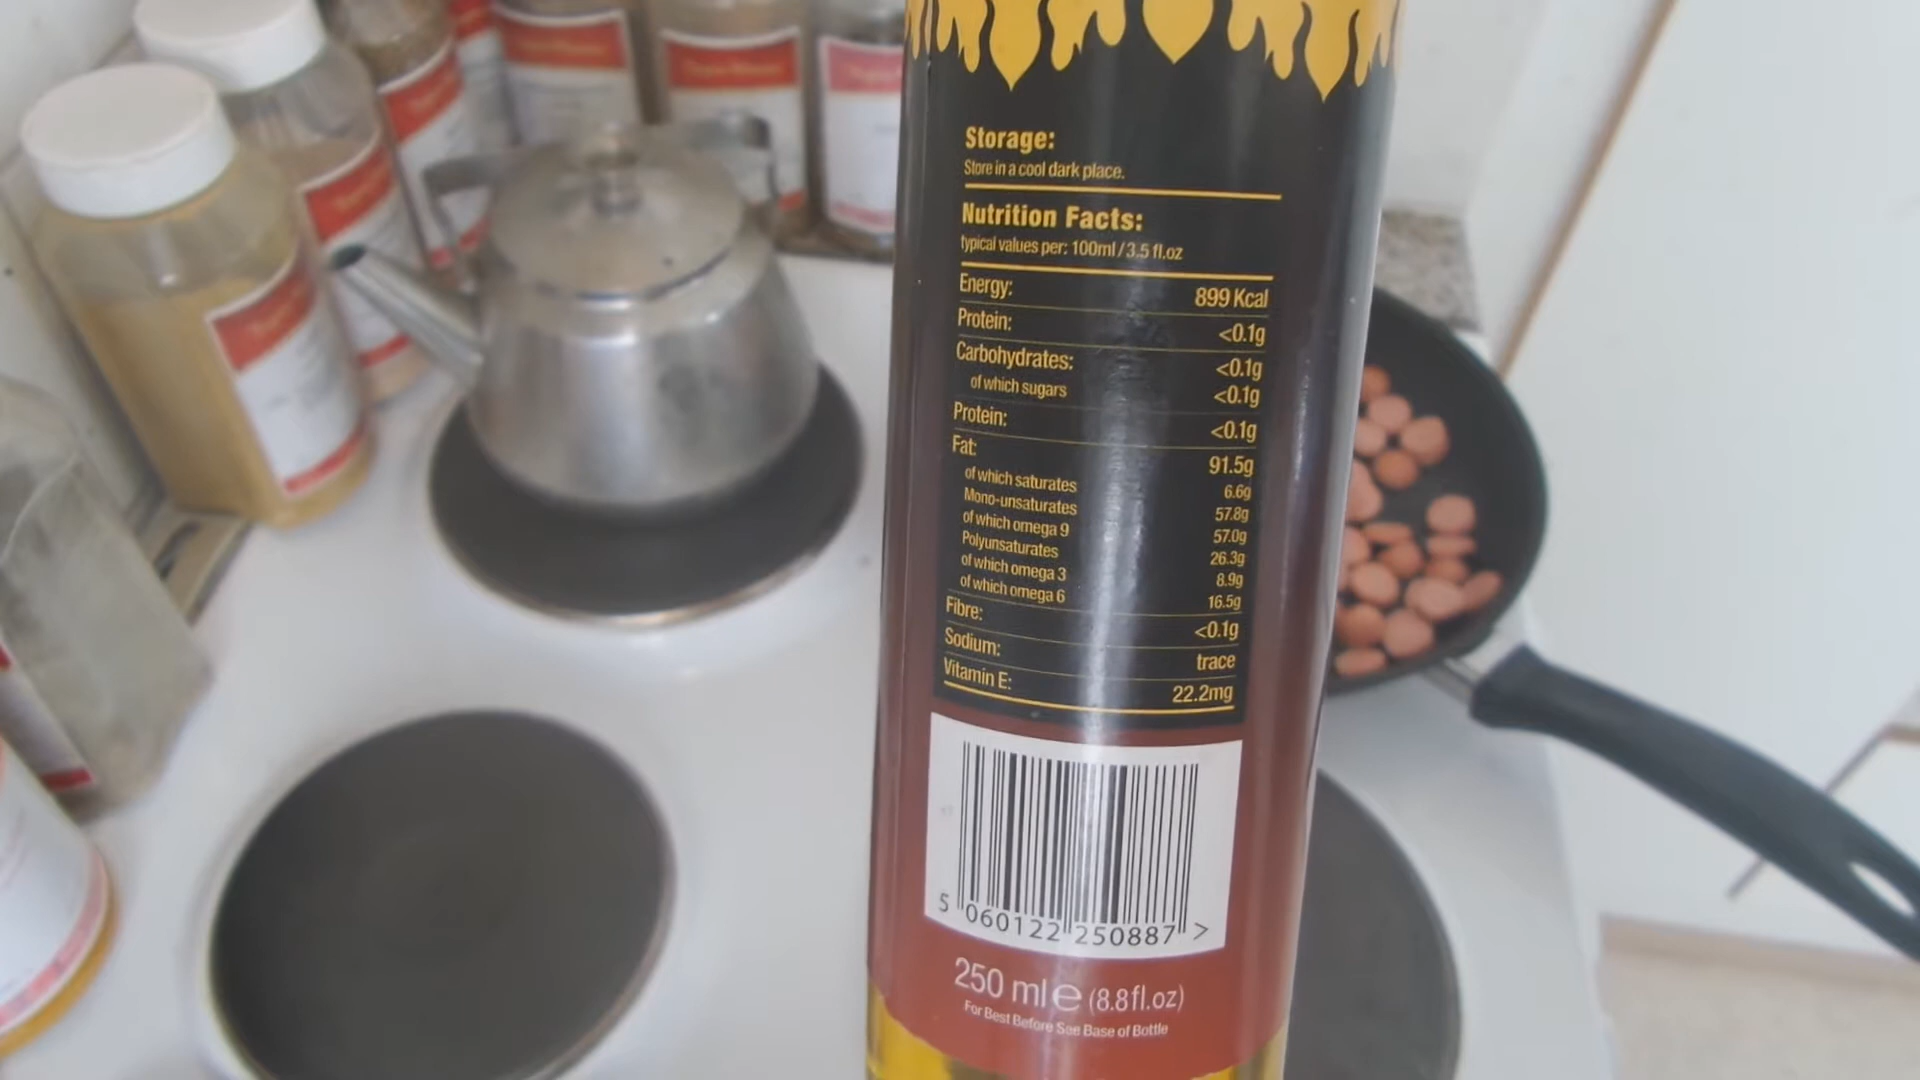 Storage:
Store in a cool dark place.
Nutrition Facts:
typical values per: 100ml / 3.5 fl.oz
Energy: 899 Kcal
Protein: <0.1g
Carbohydrates: <0.1g
of which sugars <0.1g
Protein: <0.1g
Fat: 91.5g
of which saturates 6.6g
Mono-unsaturates 57.8g
of which omega 9 57.0g
Polyunsaturates 26.3g
of which omega 3 8.9g
of which omega 6 16.5g
Fibre: <0.1g
Sodium: trace
Vitamin E: 22.2mg
5 060122 250887 >
250 ml e (8.8fl.oz)
For Best Before See Base of Bottle